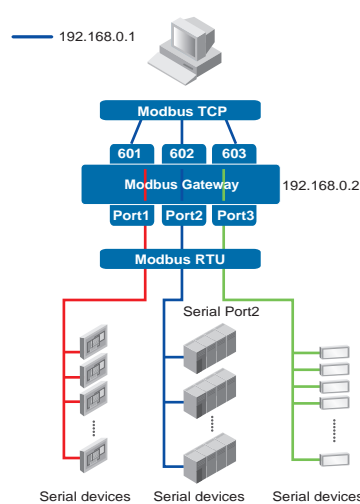 192.168.0.1
Modbus TCP
601 602 603
Modbus Gateway
192.168.0.2
Port1 Port2 Port3
Modbus RTU
Serial Port2
Serial devices Serial devices Serial devices